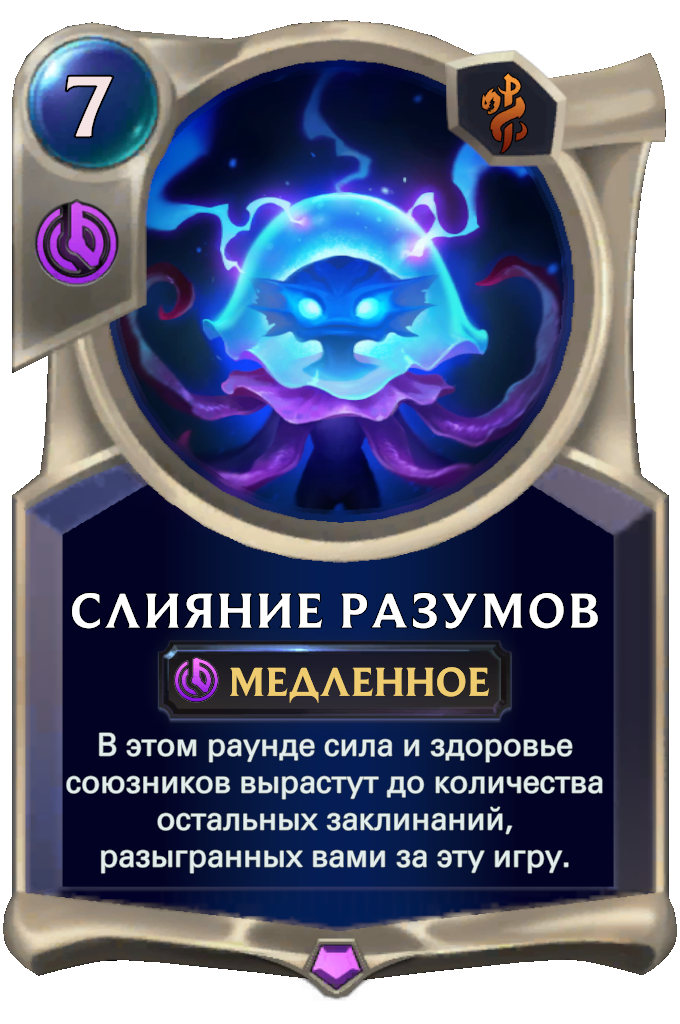 7
СЛИЯНИЕ РАЗУМОВ
МЕДЛЕННОЕ
В этом раунде сила и здоровье
союзников вырастут до количества
остальных заклинаний,
разыгранных вами за эту игру.